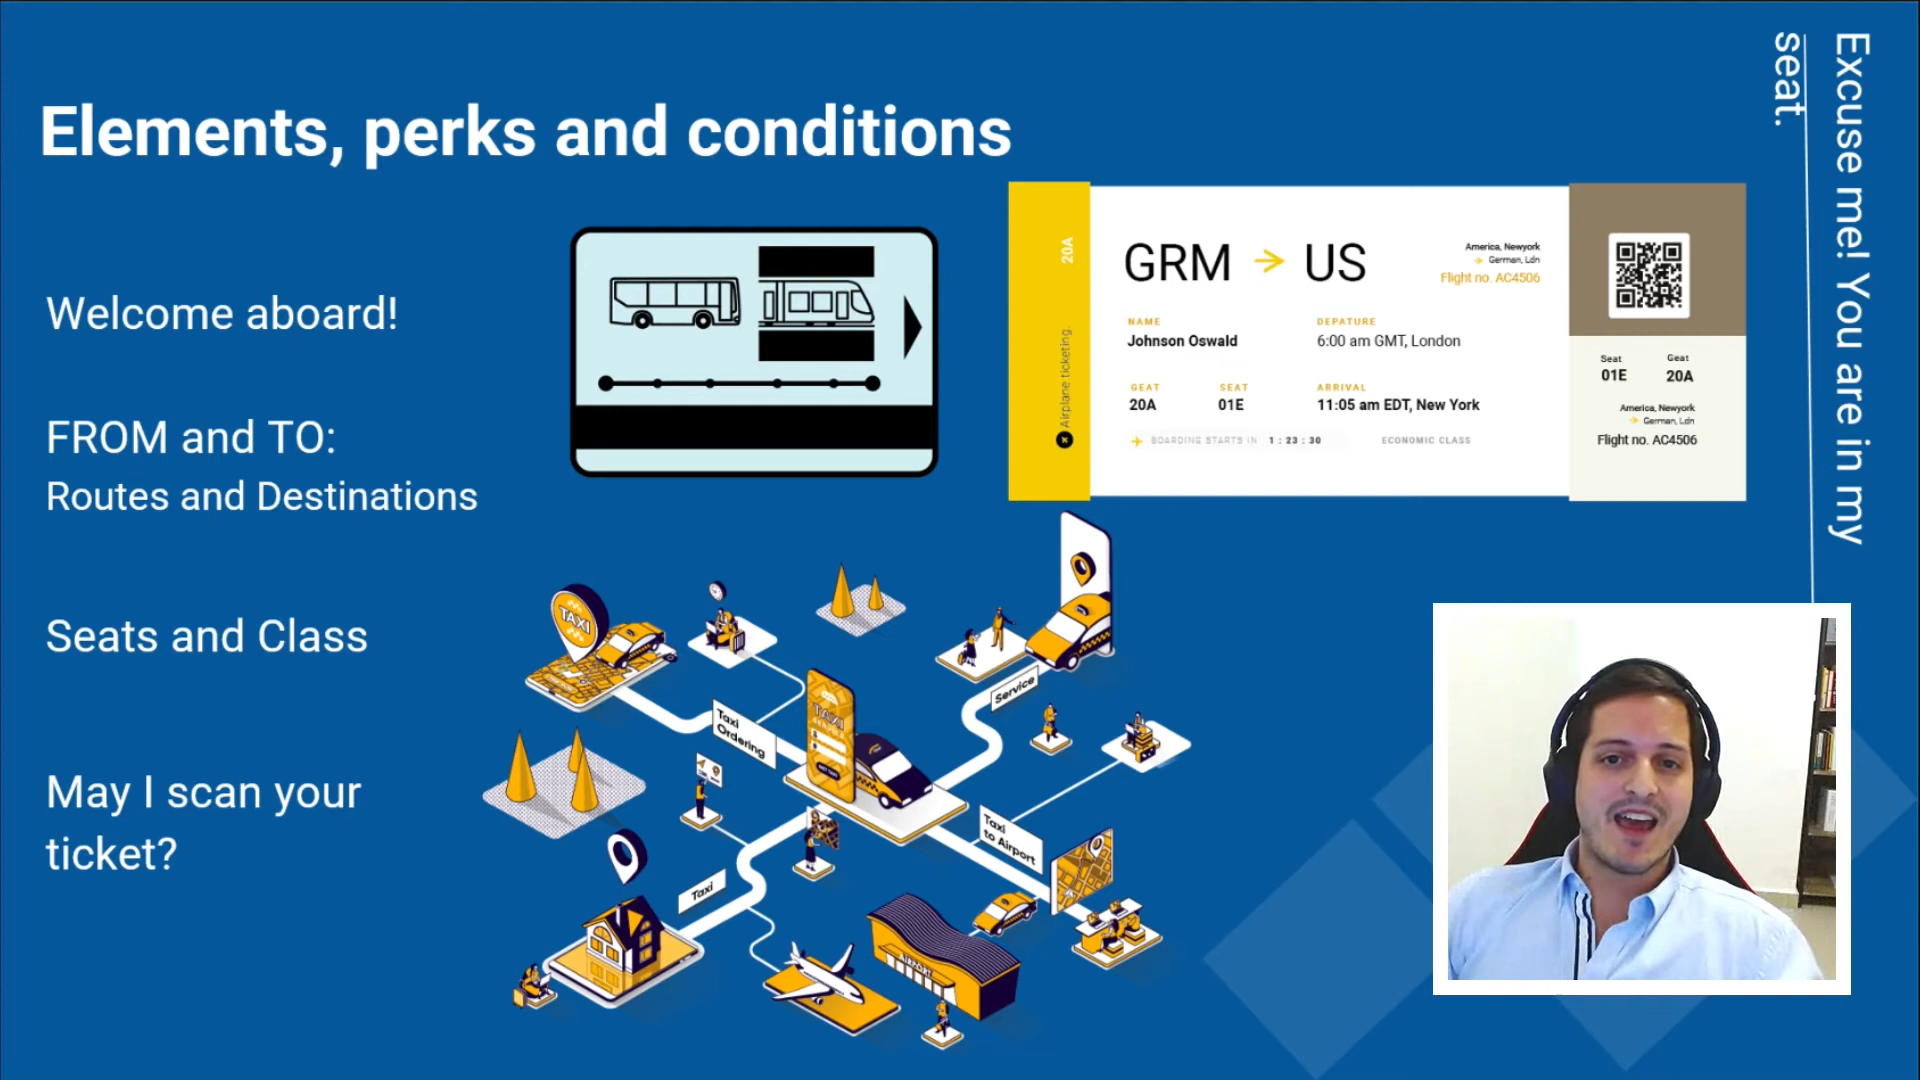 Elements, perks and conditions
Excuse me! You are in my
seat.
Welcome aboard!
FROM and TO:
Routes and Destinations
Seats and Class
May I scan your
ticket?
20A
Airplane ticketing.
GRM → US
America, Newyork
→ German, Ldn
Flight no. AC4506
NAME
Johnson Oswald
DEPATURE
6:00 am GMT, London
GEAT
20A
SEAT
01E
ARRIVAL
11:05 am EDT, New York
BOARDING STARTS IN 1 : 23 : 30
ECONOMIC CLASS
Seat
01E
Geat
20A
America, Newyork
→ German, Ldn
Flight no. AC4506
TAXI
Taxi
Ordering
TAXI
Service
Taxi
to Airport
Taxi
AIRPORT